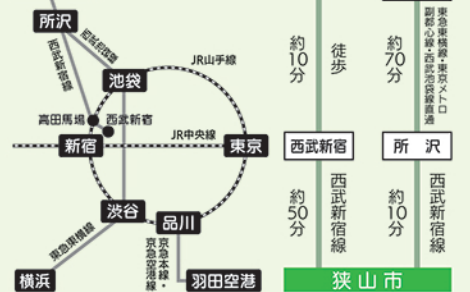 所沢
西武新宿線
西武池袋線
池袋
JR山手線
高田馬場
西武新宿
新宿
JR中央線
東京
渋谷
品川
東急東横線
京急本線・
京急空港線
横浜
羽田空港
約10分
徒歩
西武新宿
約50分
西武新宿線
約70分
東急東横線・東京メトロ
副都心線・西武池袋線直通
所沢
約10分
西武新宿線
狭山市